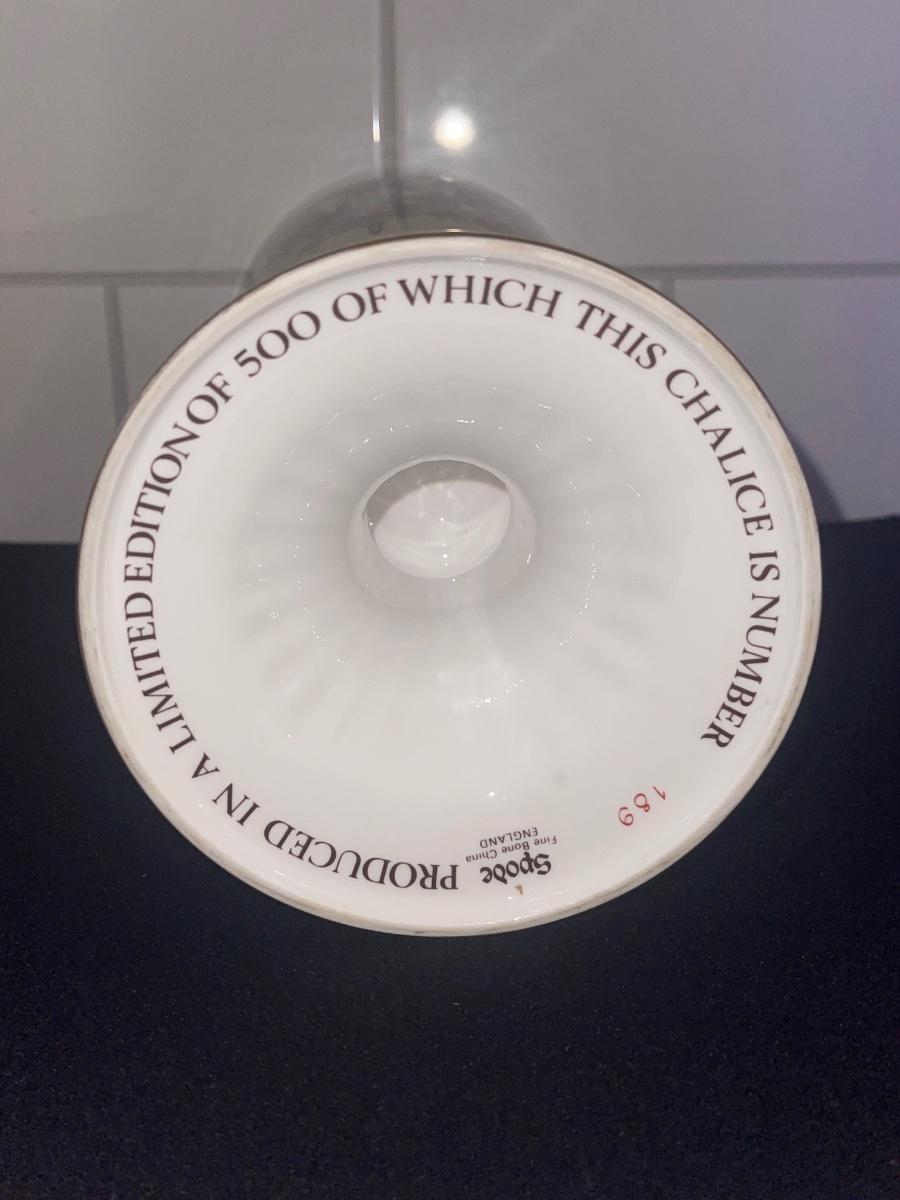 PRODUCED IN A LIMITED EDITION OF 500 OF WHICH THIS CHALICE IS NUMBER
189
Spode
Fine Bone China
ENGLAND